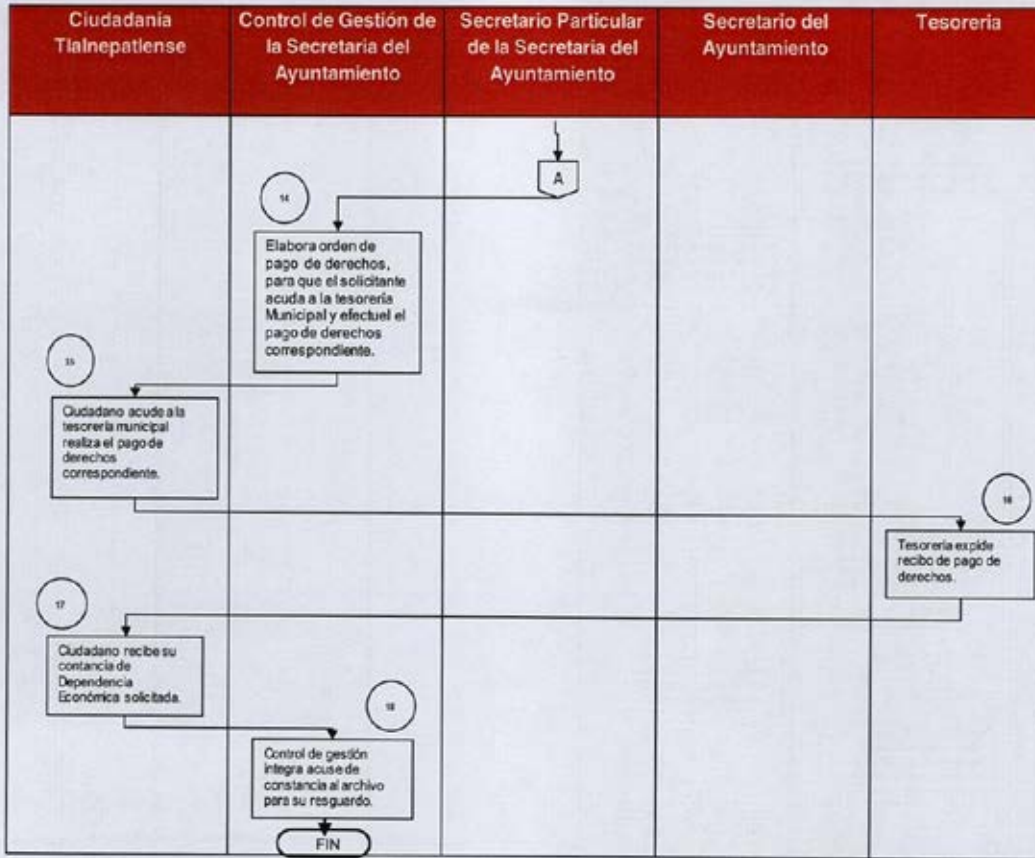 Ciudadanía
Tlalnepatlense
Control de Gestión de
la Secretaria del
Ayuntamiento
Secretario Particular
de la Secretaria del
Ayuntamiento
Secretario del
Ayuntamiento
Tesoreria
A
14
Elabora orden de
pago de derechos,
para que el solicitante
acuda a la tesorería
Municipal y efectuel el
pago de derechos
correspondiente.
15
Ciudadano acude a la
tesorería municipal
realiza el pago de
derechos
correspondiente.
16
Tesorería expide
recibo de pago de
derechos.
17
Ciudadano recibe su
contancia de
Dependencia
Económica solicitada.
18
Control de gestión
integra acuse de
constancia al archivo
para su resguardo.
FIN